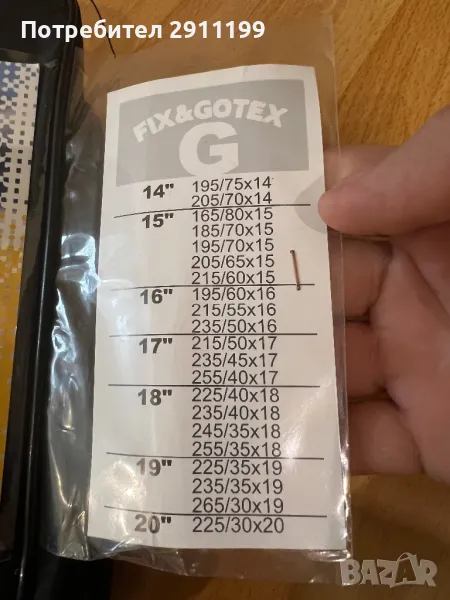 Потребител 2911199
FIX&GOTEX
G
14" 195/75x14
205/70x14
15" 165/80x15
185/70x15
195/70x15
205/65x15
215/60x15
16" 195/60x16
215/55x16
235/50x16
17" 215/50x17
235/45x17
255/40x17
18" 225/40x18
235/40x18
245/35x18
255/35x18
19" 225/35x19
235/35x19
265/30x19
20" 225/30x20
BAZAR